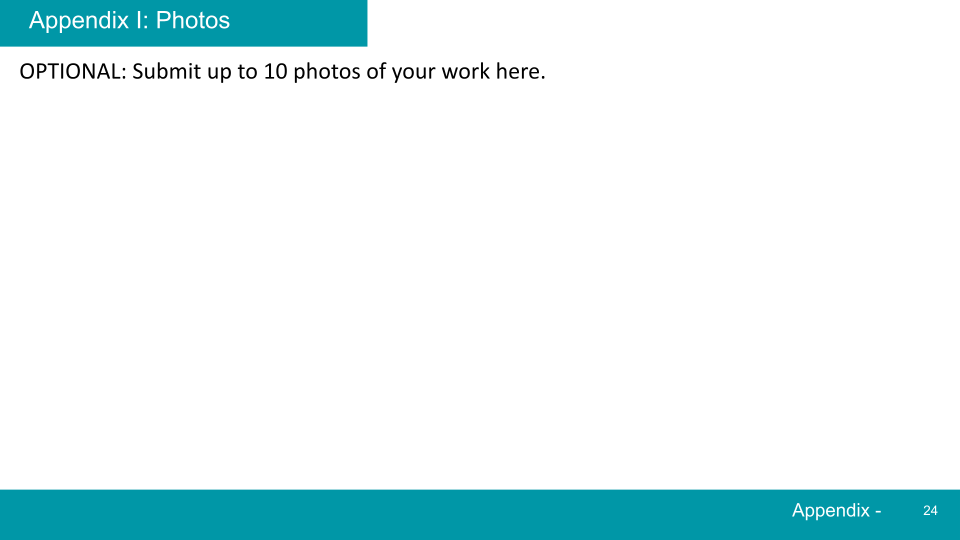 Appendix I: Photos
OPTIONAL: Submit up to 10 photos of your work here.
Appendix - 24